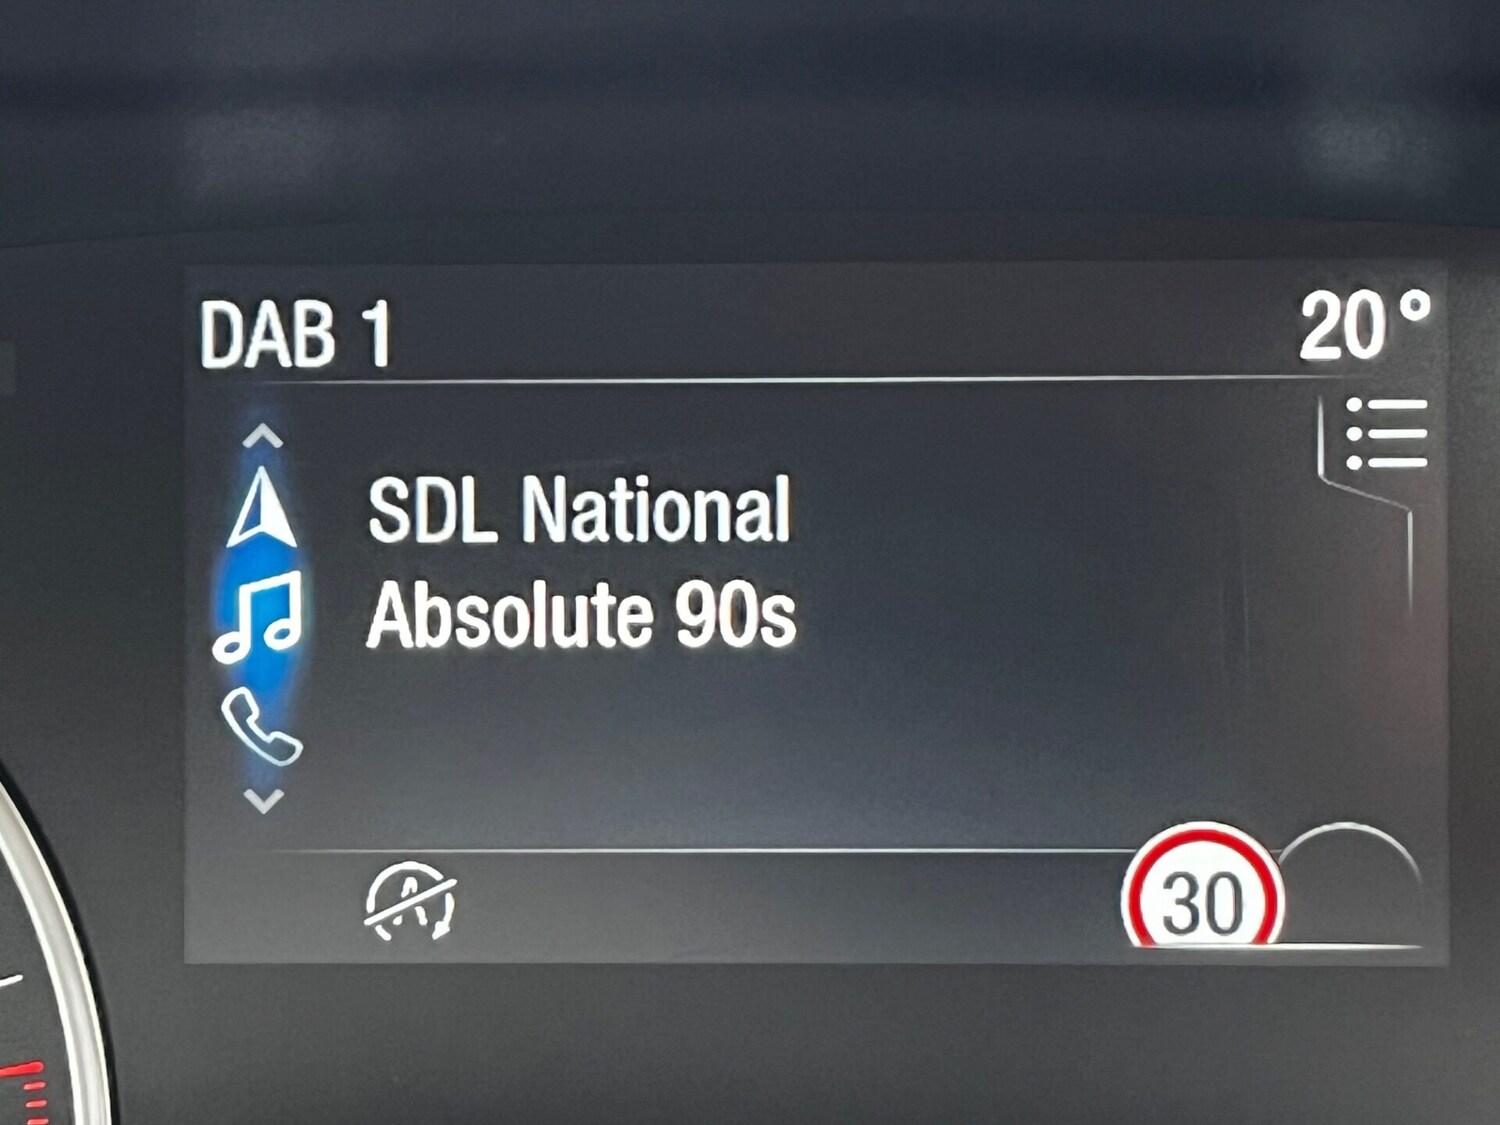 DAB 1 20°
SDL National
Absolute 90s
A
30